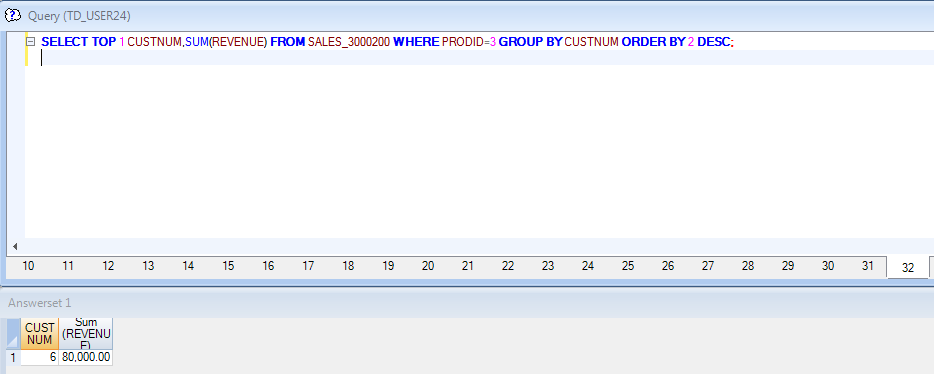 Query (TD_USER24)
SELECT TOP 1 CUSTNUM,SUM(REVENUE) FROM SALES_3000200 WHERE PRODID=3 GROUP BY CUSTNUM ORDER BY 2 DESC;
10 11 12 13 14 15 16 17 18 19 20 21 22 23 24 25 26 27 28 29 30 31 32
Answerset 1
CUST NUM Sum (REVENUE)
1 6 80,000.00